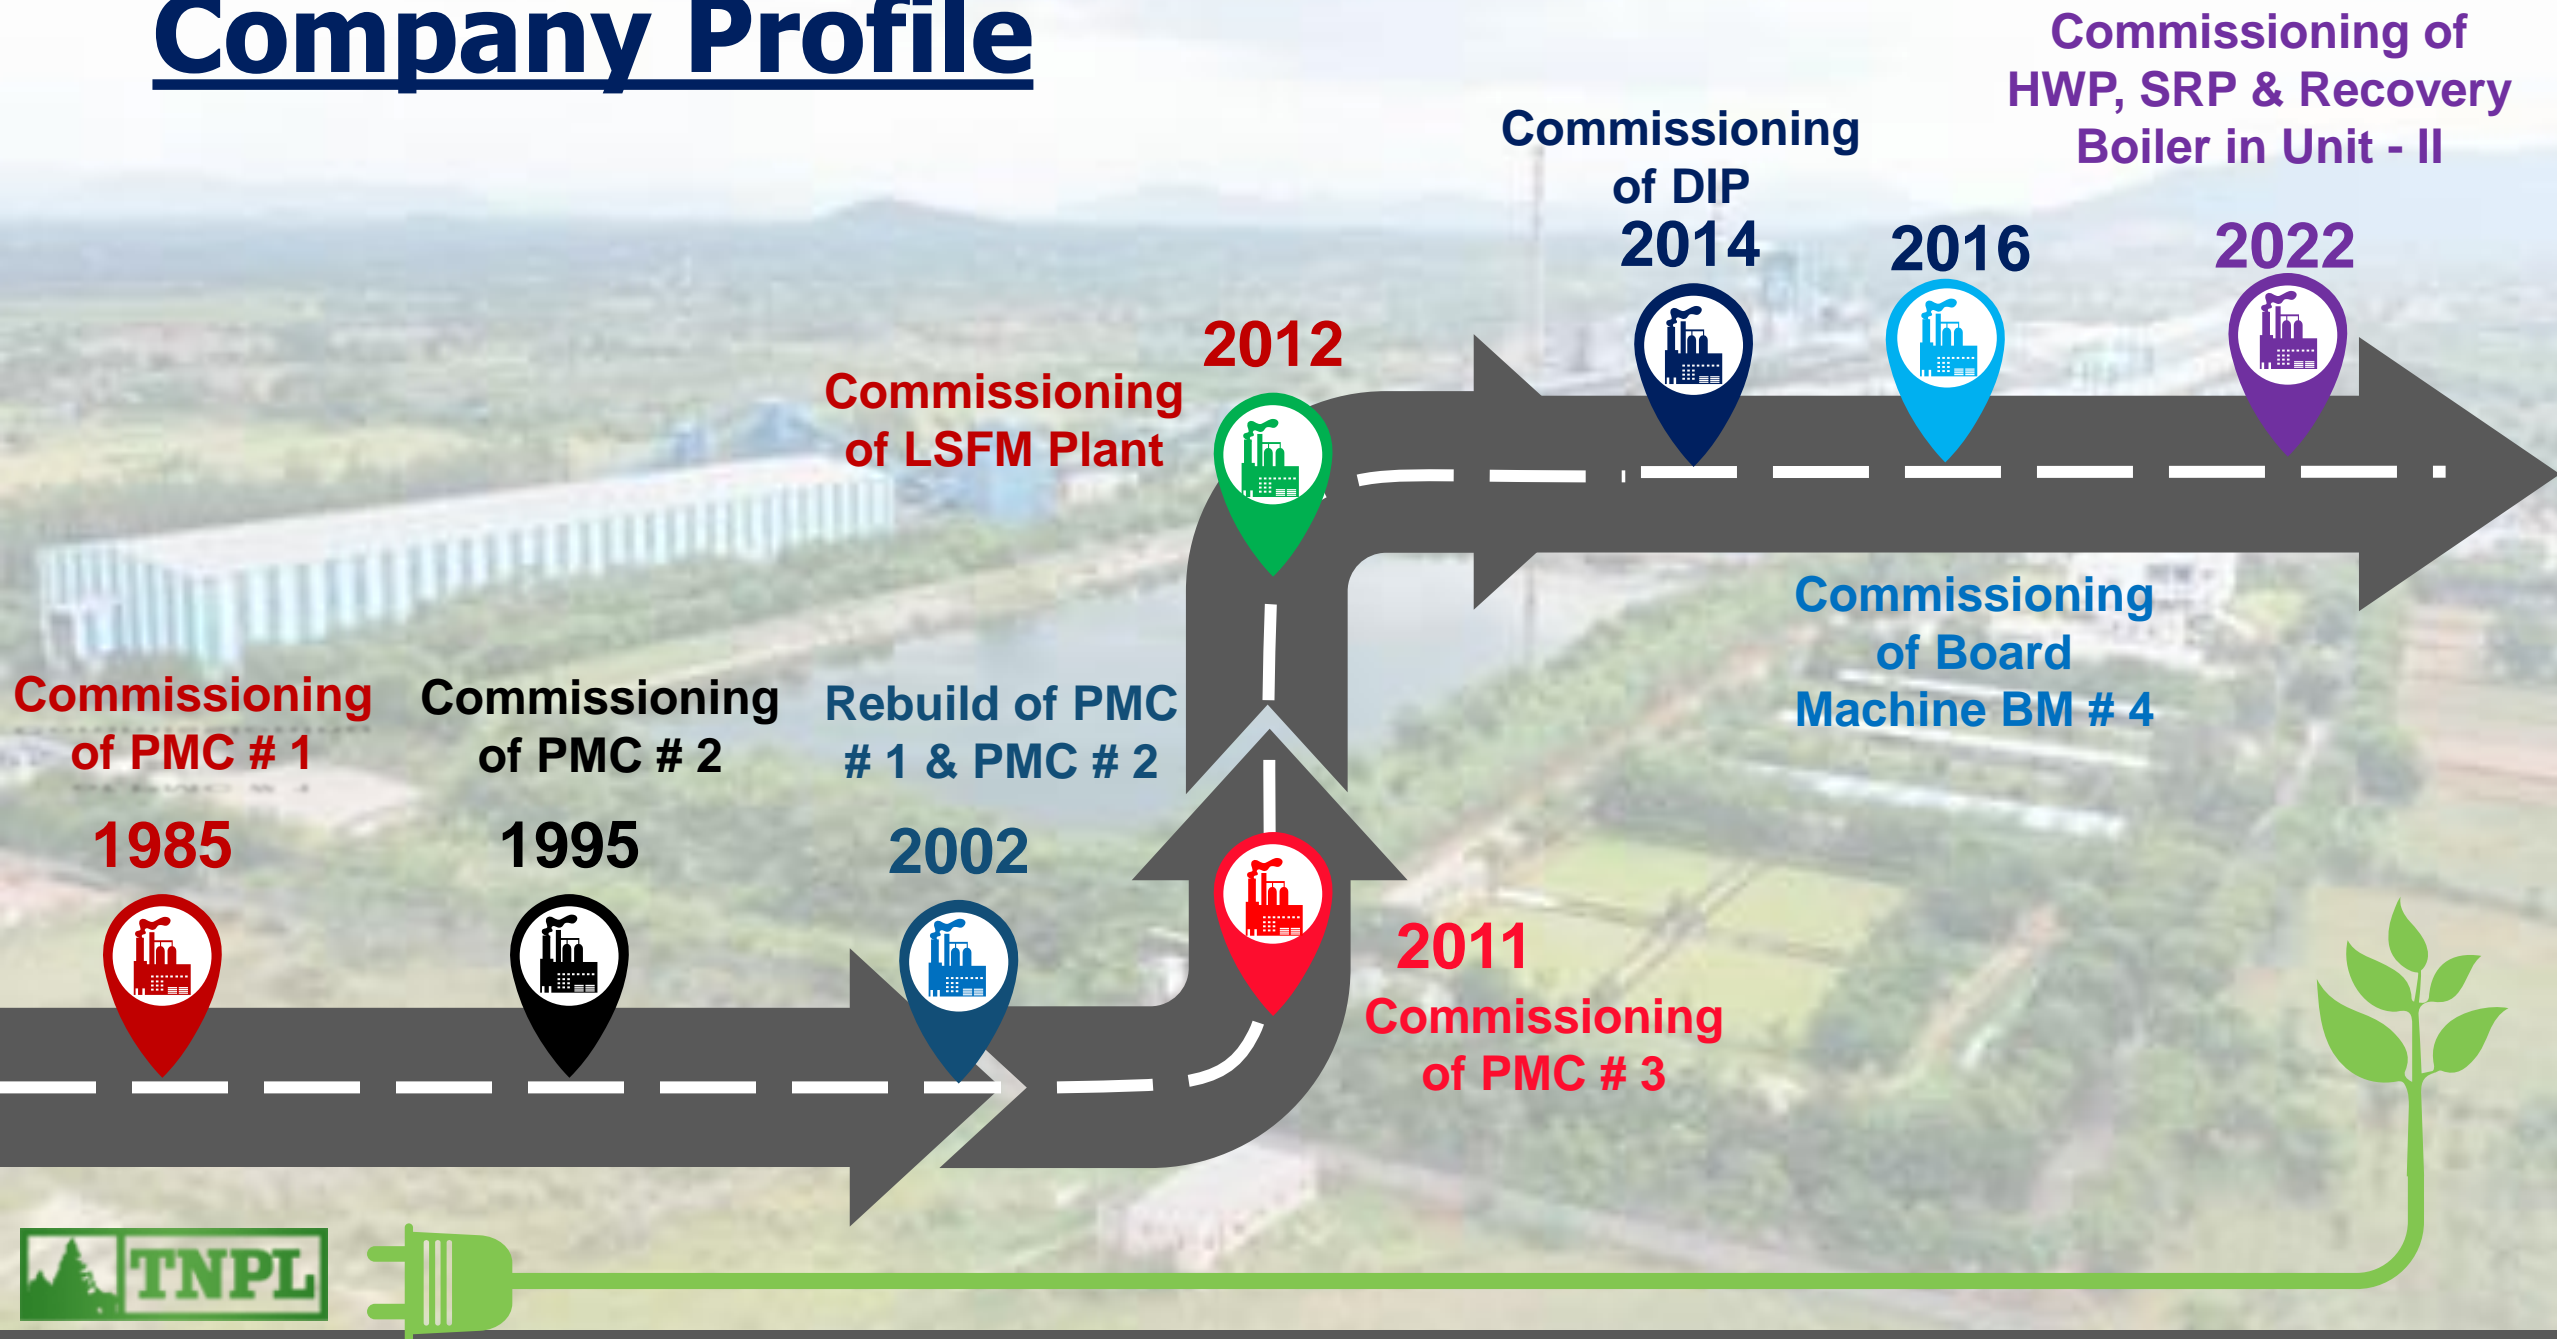 Company Profile
Commissioning
of PMC # 1
1985
Commissioning
of PMC # 2
1995
Rebuild of PMC
# 1 & PMC # 2
2002
2011
Commissioning
of PMC # 3
2012
Commissioning
of LSFM Plant
Commissioning
of DIP
2014
2016
Commissioning
of Board
Machine BM # 4
Commissioning of
HWP, SRP & Recovery
Boiler in Unit - II
2022
TNPL